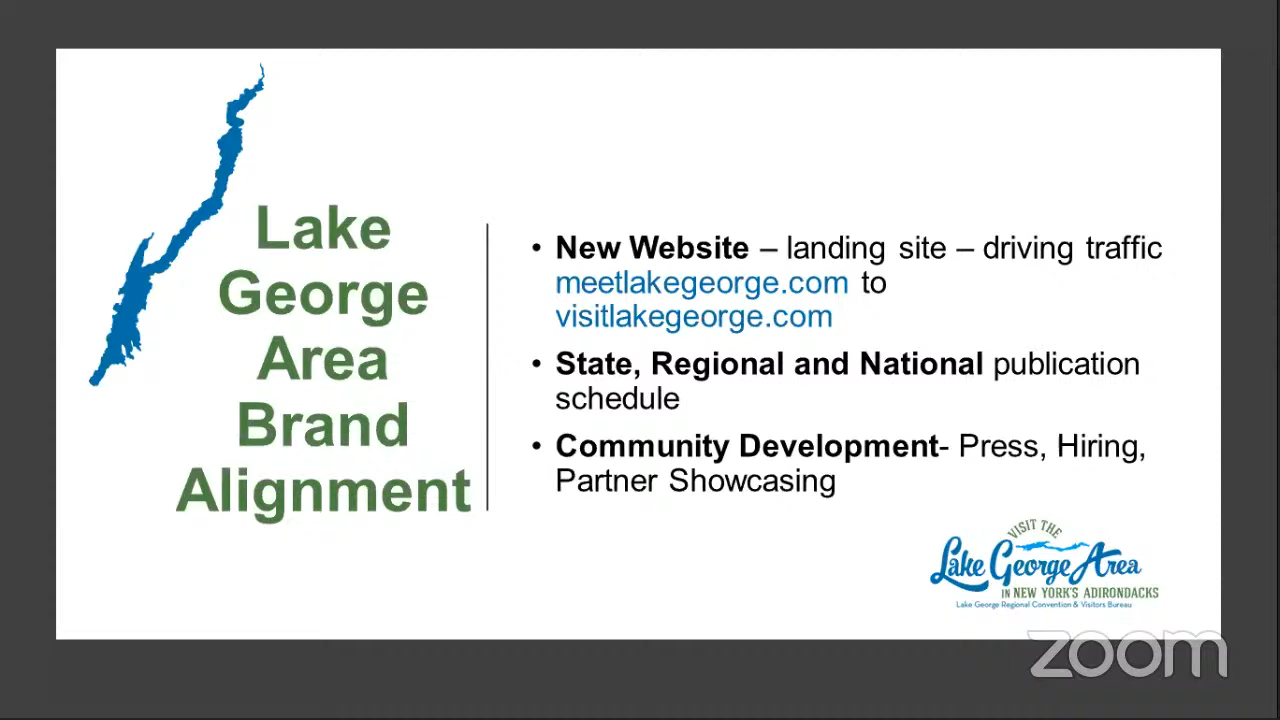 Lake
George
Area
Brand
Alignment
• New Website – landing site – driving traffic
meetlakegeorge.com to
visitlakegeorge.com
• State, Regional and National publication
schedule
• Community Development- Press, Hiring,
Partner Showcasing
VISIT THE
Lake George Area
IN NEW YORK'S ADIRONDACKS
Lake George Regional Convention & Visitors Bureau
zoom